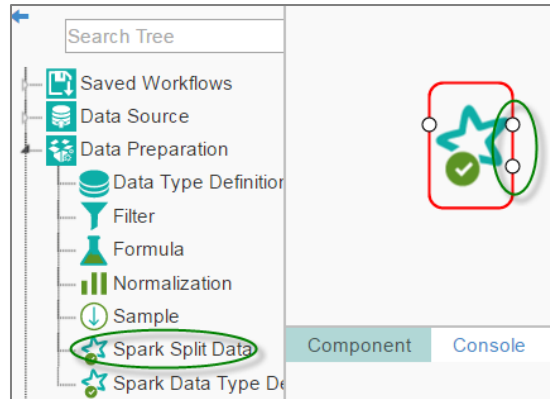 Search Tree
Saved Workflows
Data Source
Data Preparation
Data Type Definition
Filter
Formula
Normalization
Sample
Spark Split Data
Spark Data Type De
Component
Console